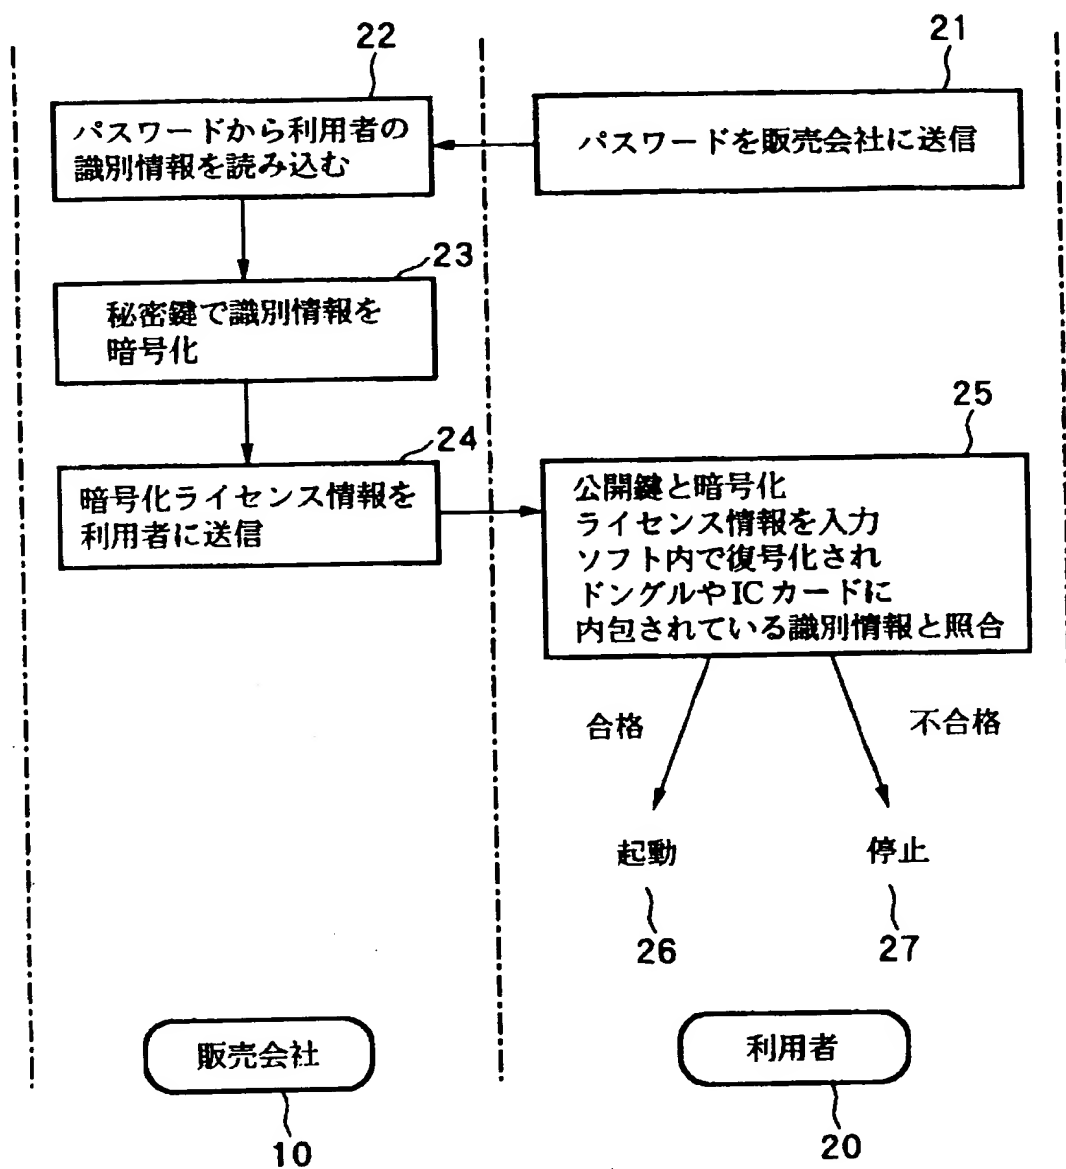 22
21
パスワードから利用者の
識別情報を読み込む
パスワードを販売会社に送信
23
秘密鍵で識別情報を
暗号化
24
暗号化ライセンス情報を
利用者に送信
25
公開鍵と暗号化
ライセンス情報を入力
ソフト内で復号化され
ドングルやICカードに
内包されている識別情報と照合
合格
不合格
起動
停止
26
27
販売会社
利用者
10
20